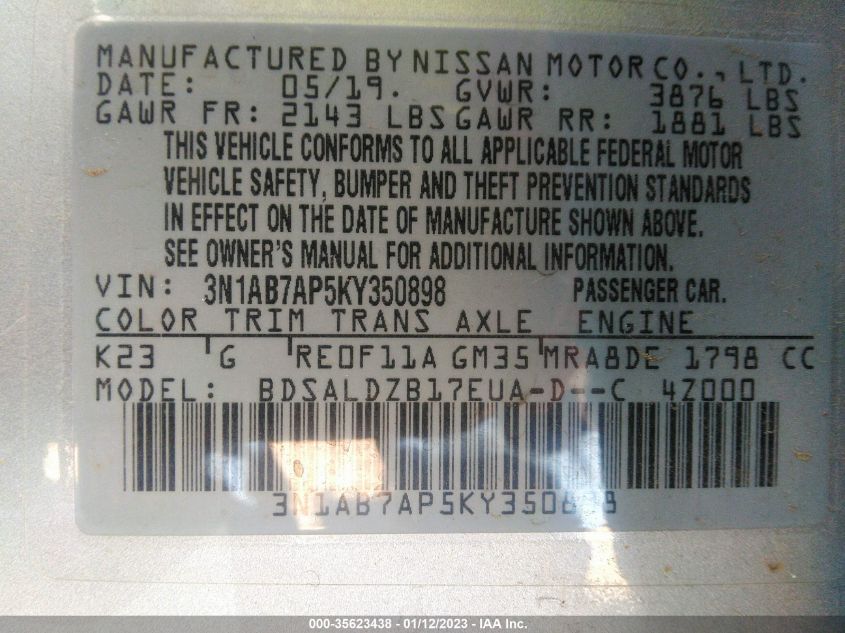 MANUFACTURED BY NISSAN MOTOR CO., LTD.
DATE: 05/19. GVWR: 3876 LBS
GAWR FR: 2143 LBS GAWR RR: 1881 LBS
THIS VEHICLE CONFORMS TO ALL APPLICABLE FEDERAL MOTOR
VEHICLE SAFETY, BUMPER AND THEFT PREVENTION STANDARDS
IN EFFECT ON THE DATE OF MANUFACTURE SHOWN ABOVE.
SEE OWNER'S MANUAL FOR ADDITIONAL INFORMATION.
VIN: 3N1AB7AP5KY350898 PASSENGER CAR.
COLOR TRIM TRANS AXLE ENGINE
K23 G RE0F11A GM35 MRA8DE 1798 CC
MODEL: BDSALDZB17EUA-D--C 4Z000
3N1AB7AP5KY350898
000-35623438 - 01/12/2023 - IAA Inc.